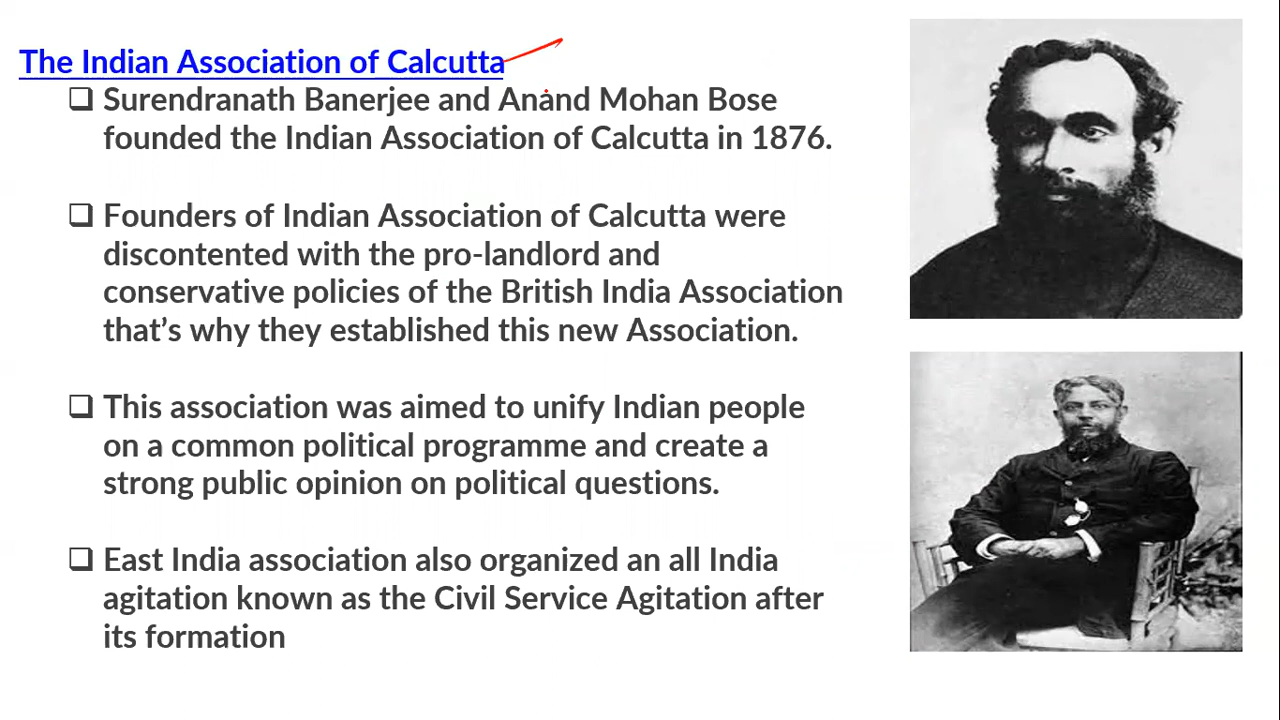 The Indian Association of Calcutta
❑ Surendranath Banerjee and Anand Mohan Bose
founded the Indian Association of Calcutta in 1876.
❑ Founders of Indian Association of Calcutta were
discontented with the pro-landlord and
conservative policies of the British India Association
that’s why they established this new Association.
❑ This association was aimed to unify Indian people
on a common political programme and create a
strong public opinion on political questions.
❑ East India association also organized an all India
agitation known as the Civil Service Agitation after
its formation